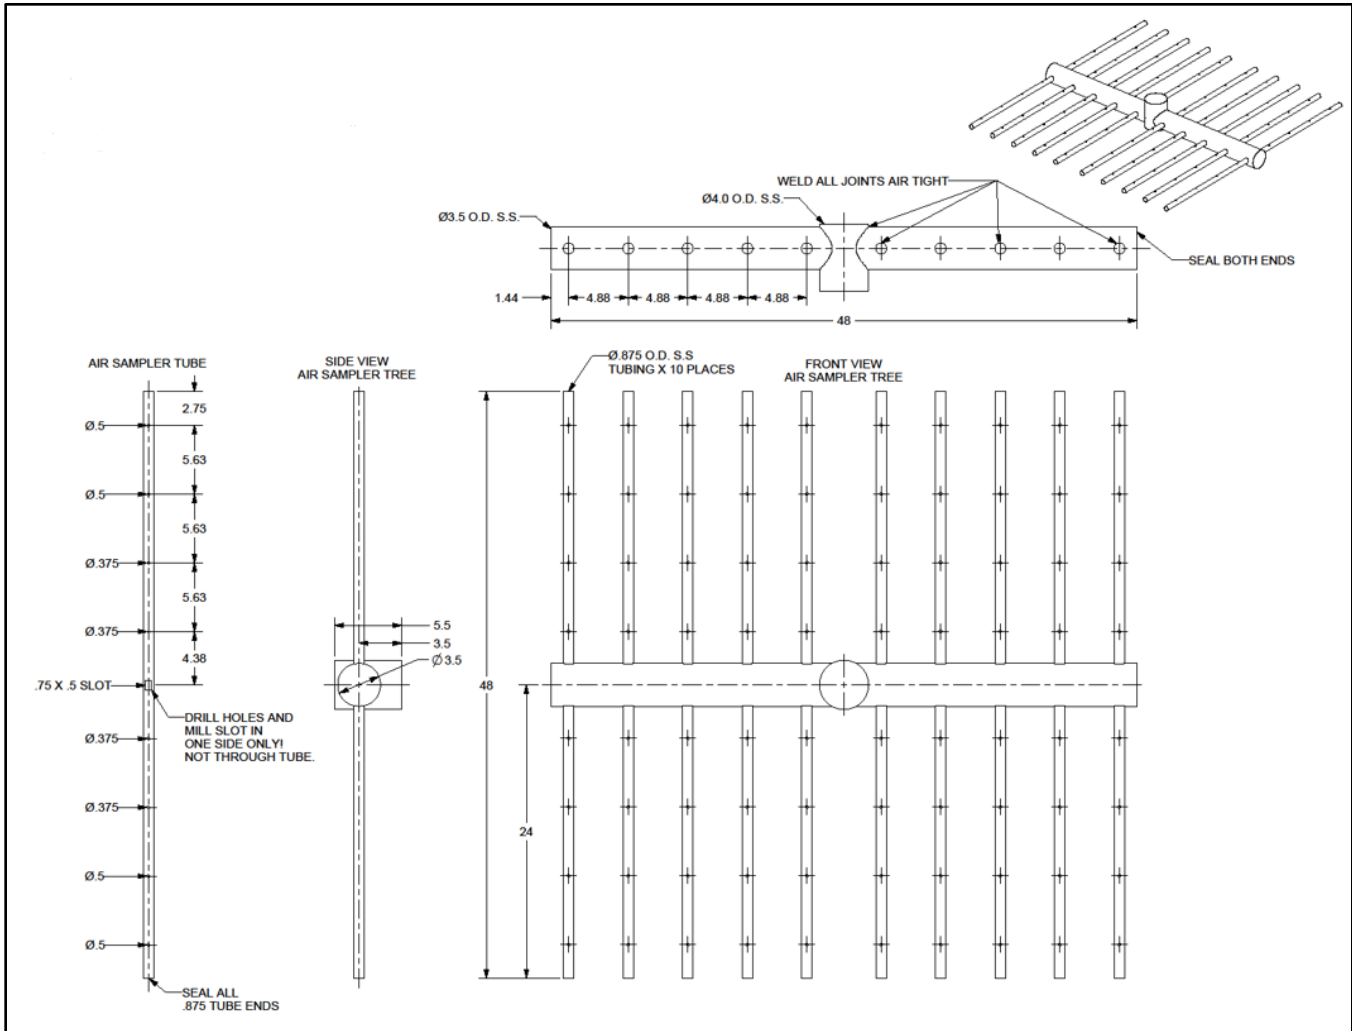 WELD ALL JOINTS AIR TIGHT
Ø4.0 O.D. S.S.
Ø3.5 O.D. S.S.
SEAL BOTH ENDS
1.44
4.88
4.88
4.88
4.88
48
AIR SAMPLER TUBE
SIDE VIEW
AIR SAMPLER TREE
Ø.875 O.D. S.S
TUBING X 10 PLACES
FRONT VIEW
AIR SAMPLER TREE
2.75
Ø.5
5.63
Ø.5
5.63
Ø.375
5.63
Ø.375
4.38
.75 X .5 SLOT
DRILL HOLES AND
MILL SLOT IN
ONE SIDE ONLY!
NOT THROUGH TUBE.
Ø.375
Ø.375
Ø.5
Ø.5
SEAL ALL
.875 TUBE ENDS
5.5
3.5
Ø3.5
48
24